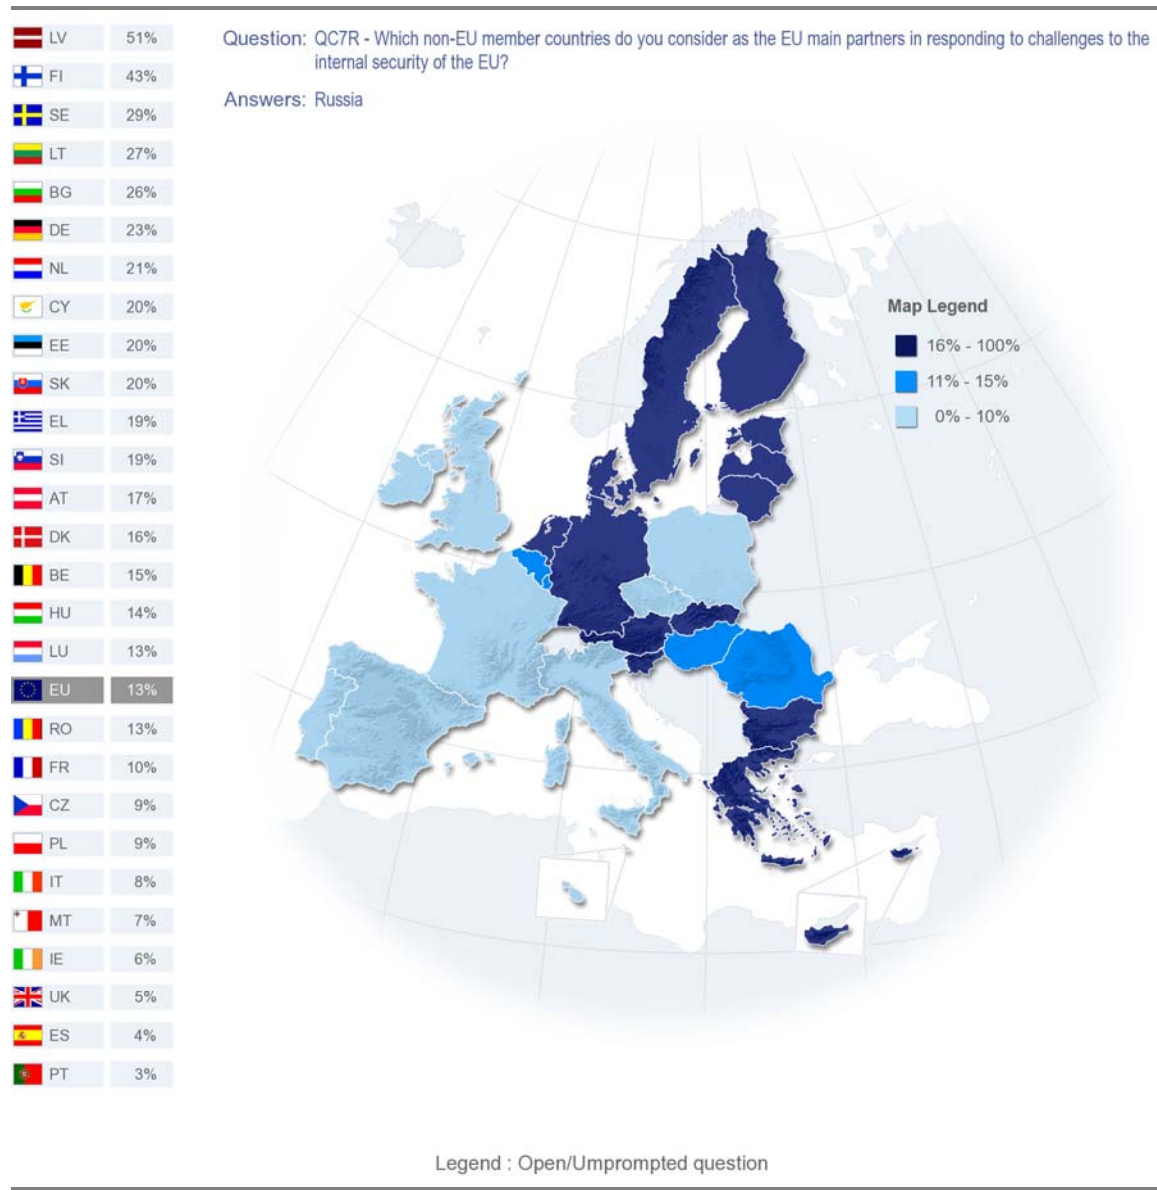 Question: QC7R - Which non-EU member countries do you consider as the EU main partners in responding to challenges to the
internal security of the EU?
Answers: Russia
LV 51%
FI 43%
SE 29%
LT 27%
BG 26%
DE 23%
NL 21%
CY 20%
EE 20%
SK 20%
EL 19%
SI 19%
AT 17%
DK 16%
BE 15%
HU 14%
LU 13%
EU 13%
RO 13%
FR 10%
CZ 9%
PL 9%
IT 8%
MT 7%
IE 6%
UK 5%
ES 4%
PT 3%
Map Legend
16% - 100%
11% - 15%
0% - 10%
Legend : Open/Umprompted question